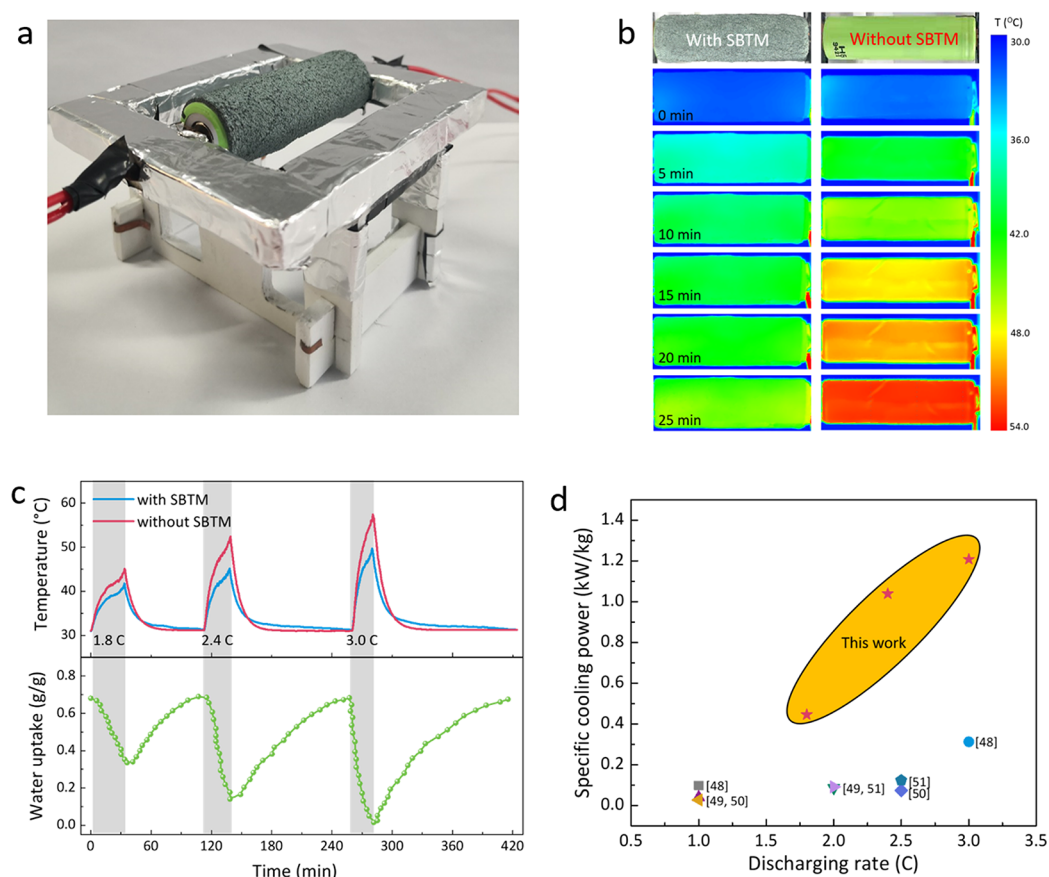 a
b
With SBTM
Without SBTM
T (°C)
30.0
36.0
42.0
48.0
54.0
0 min
5 min
10 min
15 min
20 min
25 min
c
with SBTM
without SBTM
Temperature (°C)
60
50
40
30
1.8 C
2.4 C
3.0 C
Water uptake (g/g)
0.8
0.6
0.4
0.2
0.0
0
60
120
180
240
300
360
420
Time (min)
d
Specific cooling power (kW/kg)
1.4
1.2
1.0
0.8
0.6
0.4
0.2
0.0
This work
[48]
[48]
[49, 50]
[49, 51]
[51]
[50]
0.5
1.0
1.5
2.0
2.5
3.0
3.5
Discharging rate (C)